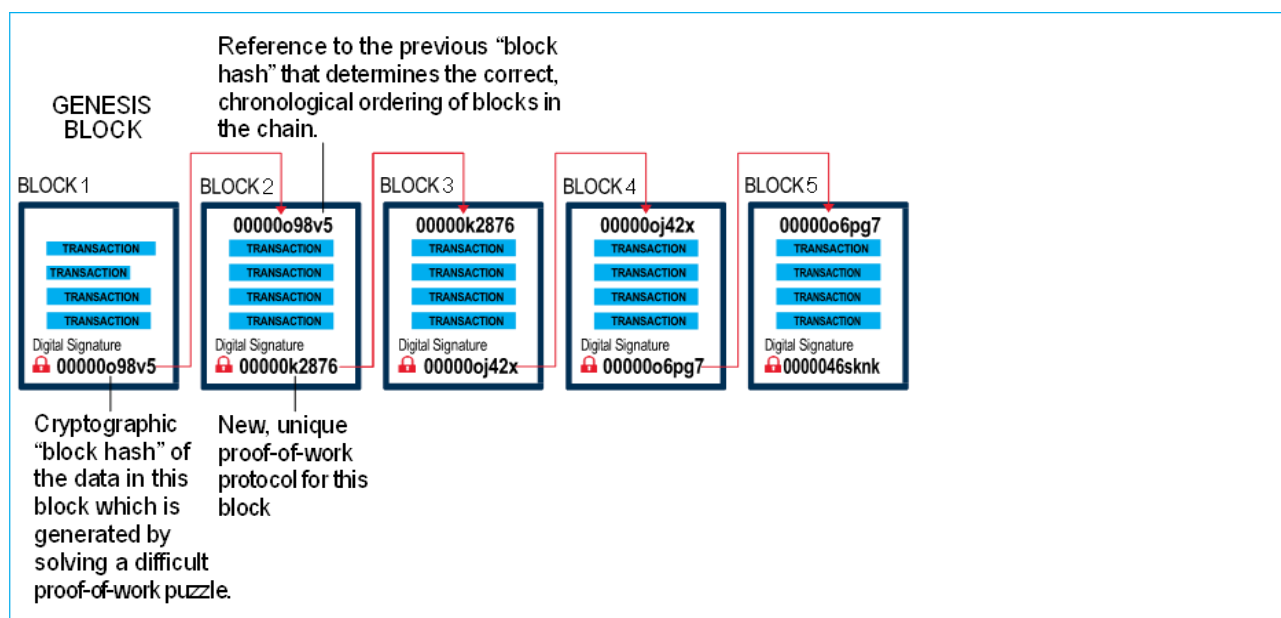 Reference to the previous “block
hash” that determines the correct,
chronological ordering of blocks in
the chain.
GENESIS
BLOCK
BLOCK 1
BLOCK 2
BLOCK 3
BLOCK 4
BLOCK 5
TRANSACTION
TRANSACTION
TRANSACTION
TRANSACTION
Digital Signature
00000o98v5
00000o98v5
TRANSACTION
TRANSACTION
TRANSACTION
TRANSACTION
Digital Signature
00000k2876
00000k2876
TRANSACTION
TRANSACTION
TRANSACTION
TRANSACTION
Digital Signature
00000oj42x
00000oj42x
TRANSACTION
TRANSACTION
TRANSACTION
TRANSACTION
Digital Signature
00000o6pg7
00000o6pg7
TRANSACTION
TRANSACTION
TRANSACTION
TRANSACTION
Digital Signature
0000046sknk
Cryptographic
“block hash” of
the data in this
block which is
generated by
solving a difficult
proof-of-work puzzle.
New, unique
proof-of-work
protocol for this
block